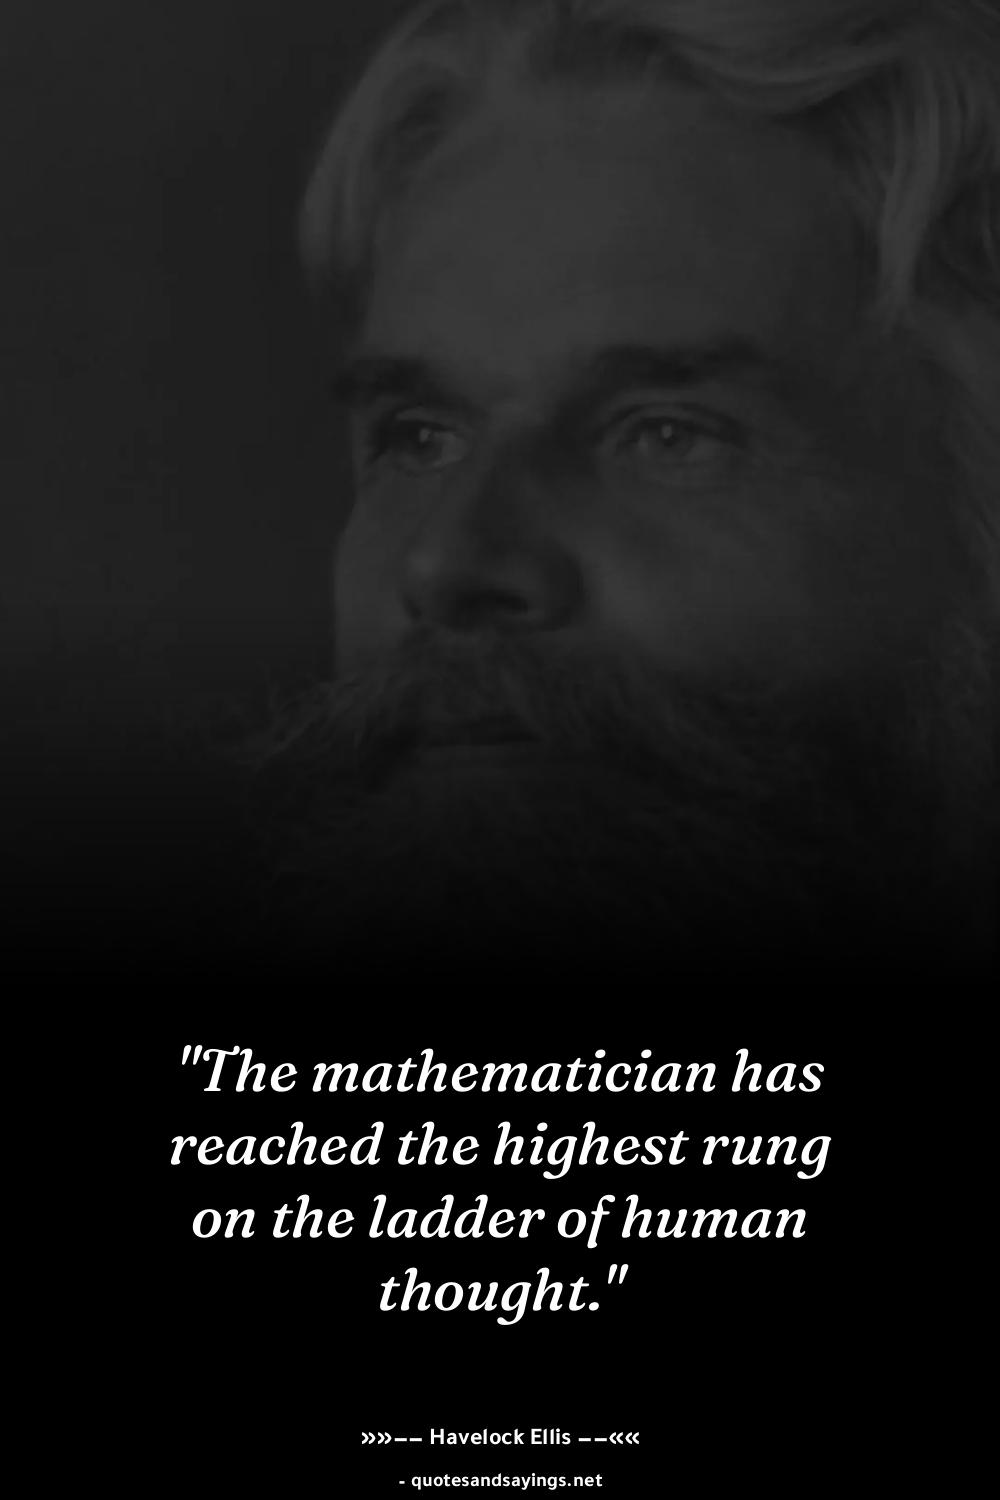 "The mathematician has
reached the highest rung
on the ladder of human
thought."
»»−− Havelock Ellis −−««
- quotesandsayings.net